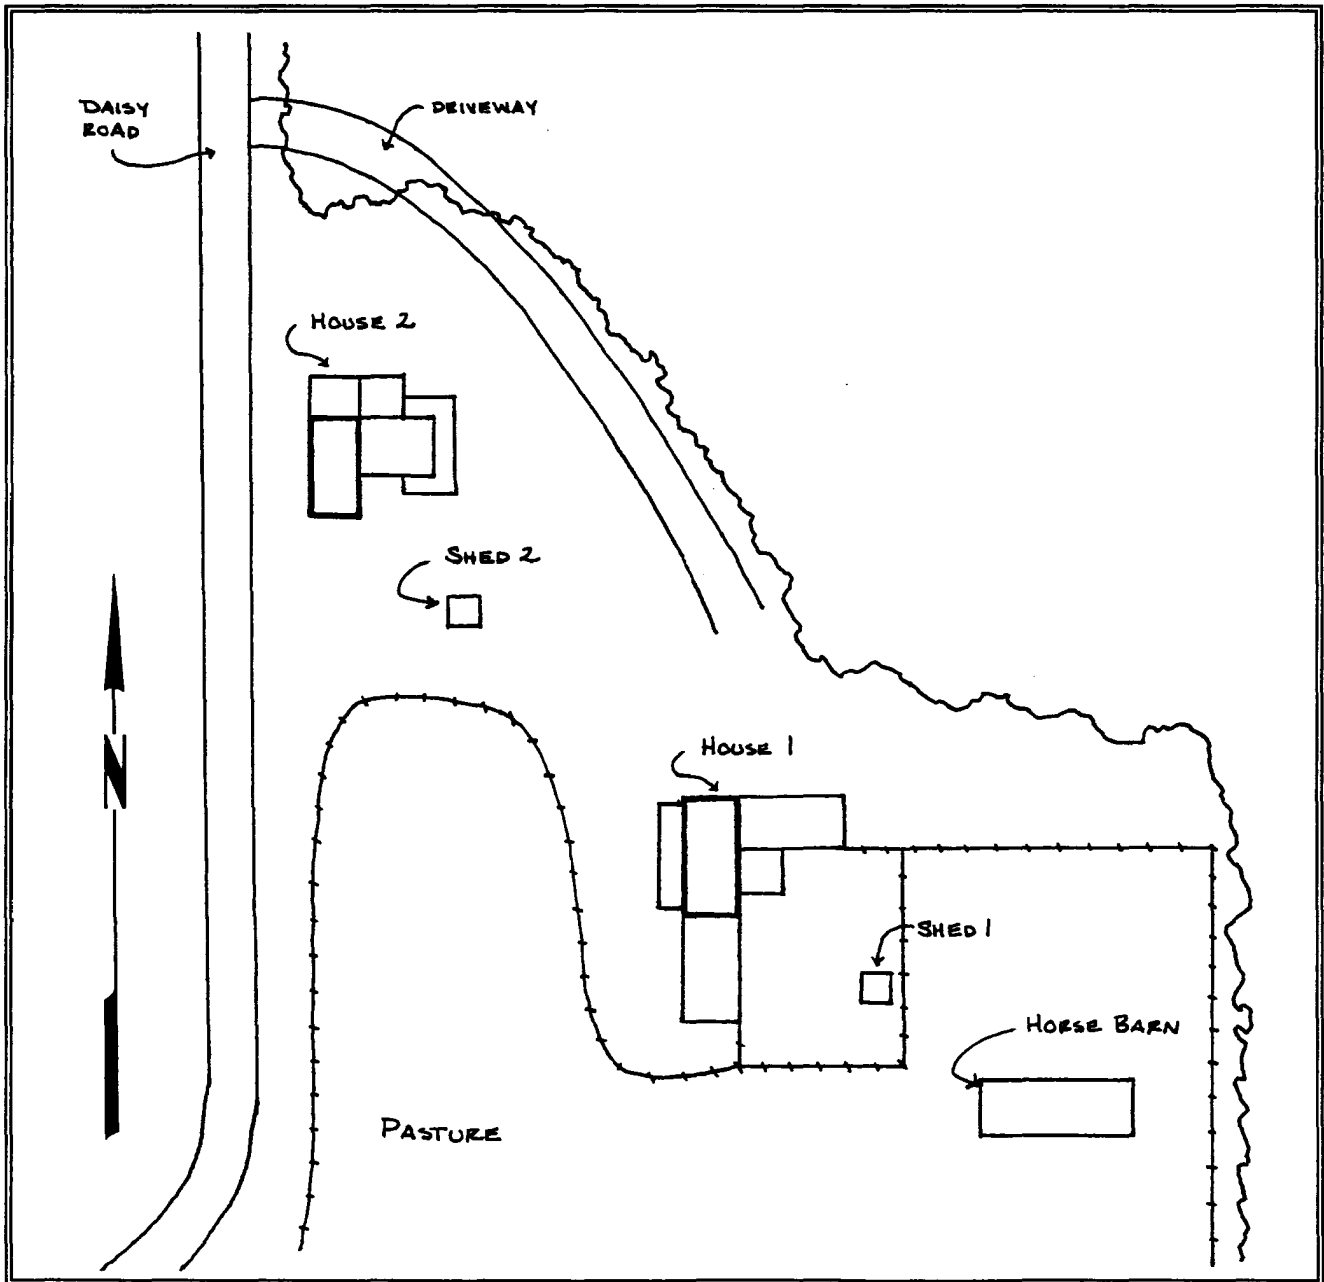 DAISY
ROAD
DRIVEWAY
HOUSE 2
SHED 2
N
HOUSE 1
SHED 1
HORSE BARN
PASTURE